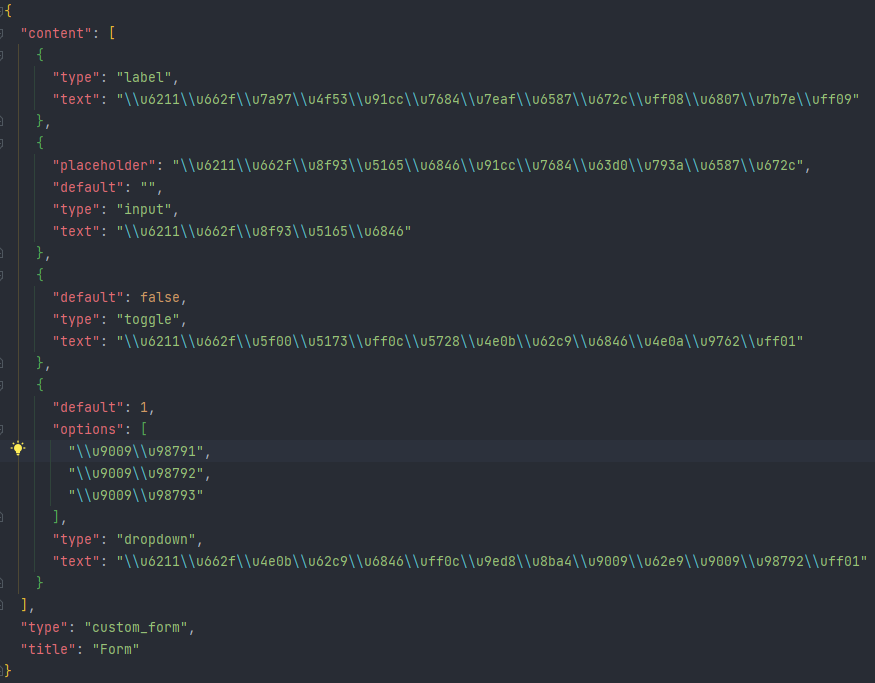 {
"content": [
{
"type": "label",
"text": "\\u6211\\u662f\\u7a97\\u4f53\\u91cc\\u7684\\u7eaf\\u6587\\u672c\\uff08\\u6807\\u7b7e\\uff09"
},
{
"placeholder": "\\u6211\\u662f\\u8f93\\u5165\\u6846\\u91cc\\u7684\\u63d0\\u793a\\u6587\\u672c",
"default": "",
"type": "input",
"text": "\\u6211\\u662f\\u8f93\\u5165\\u6846"
},
{
"default": false,
"type": "toggle",
"text": "\\u6211\\u662f\\u5f00\\u5173\\uff0c\\u5728\\u4e0b\\u62c9\\u6846\\u4e0a\\u9762\\uff01"
},
{
"default": 1,
"options": [
"\\u9009\\u98791",
"\\u9009\\u98792",
"\\u9009\\u98793"
],
"type": "dropdown",
"text": "\\u6211\\u662f\\u4e0b\\u62c9\\u6846\\uff0c\\u9ed8\\u8ba4\\u9009\\u62e9\\u9009\\u98792\\uff01"
}
],
"type": "custom_form",
"title": "Form"
}